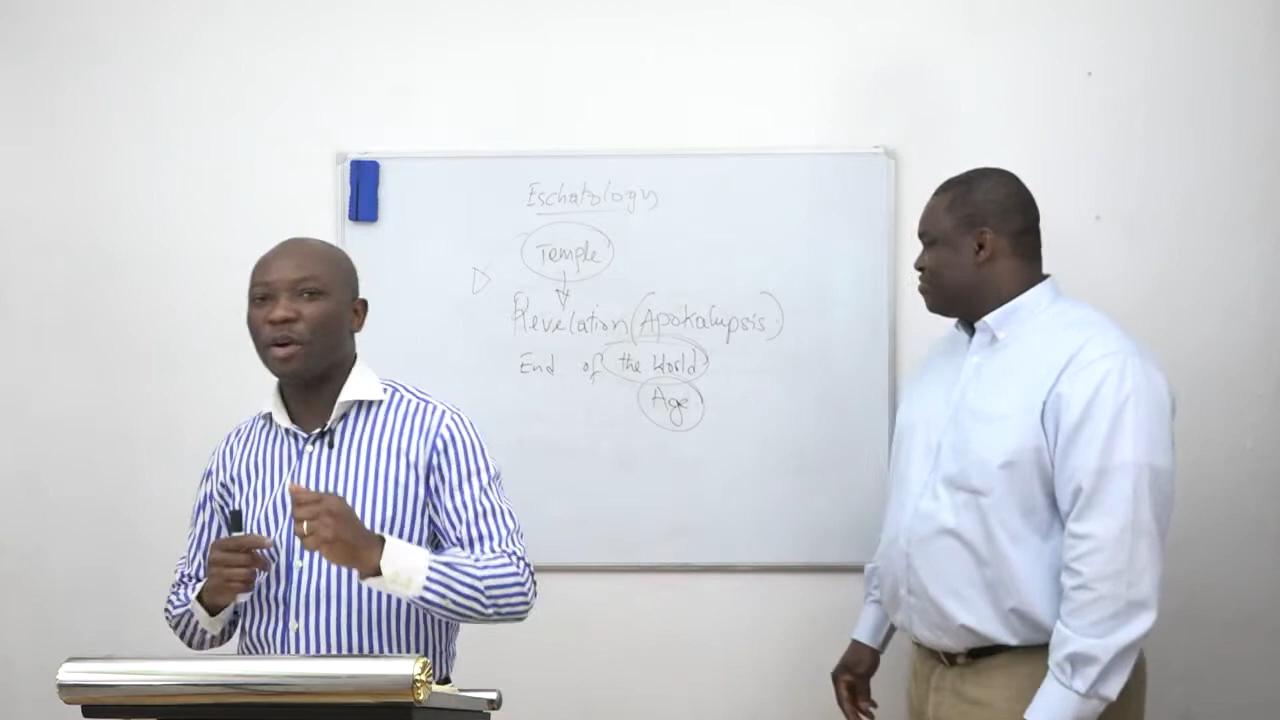 Eschatology
Temple
Revelation (Apokalupsis)
End of the World
Age